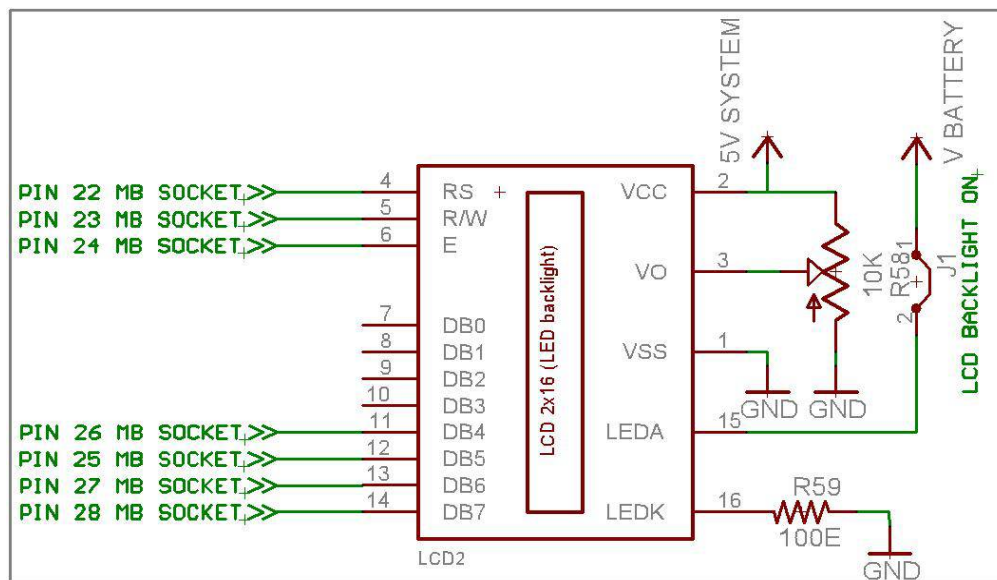 5V SYSTEM
V BATTERY
PIN 22 MB SOCKET
4
RS
VCC
2
PIN 23 MB SOCKET
5
R/W
PIN 24 MB SOCKET
6
E
VO
3
10K
R58
1
J1
2
LCD BACKLIGHT ON
LCD 2x16 (LED backlight)
7
DB0
8
DB1
VSS
1
9
DB2
GND
GND
10
DB3
PIN 26 MB SOCKET
11
DB4
LEDA
15
PIN 25 MB SOCKET
12
DB5
PIN 27 MB SOCKET
13
DB6
R59
PIN 28 MB SOCKET
14
DB7
LEDK
16
100E
LCD2
GND